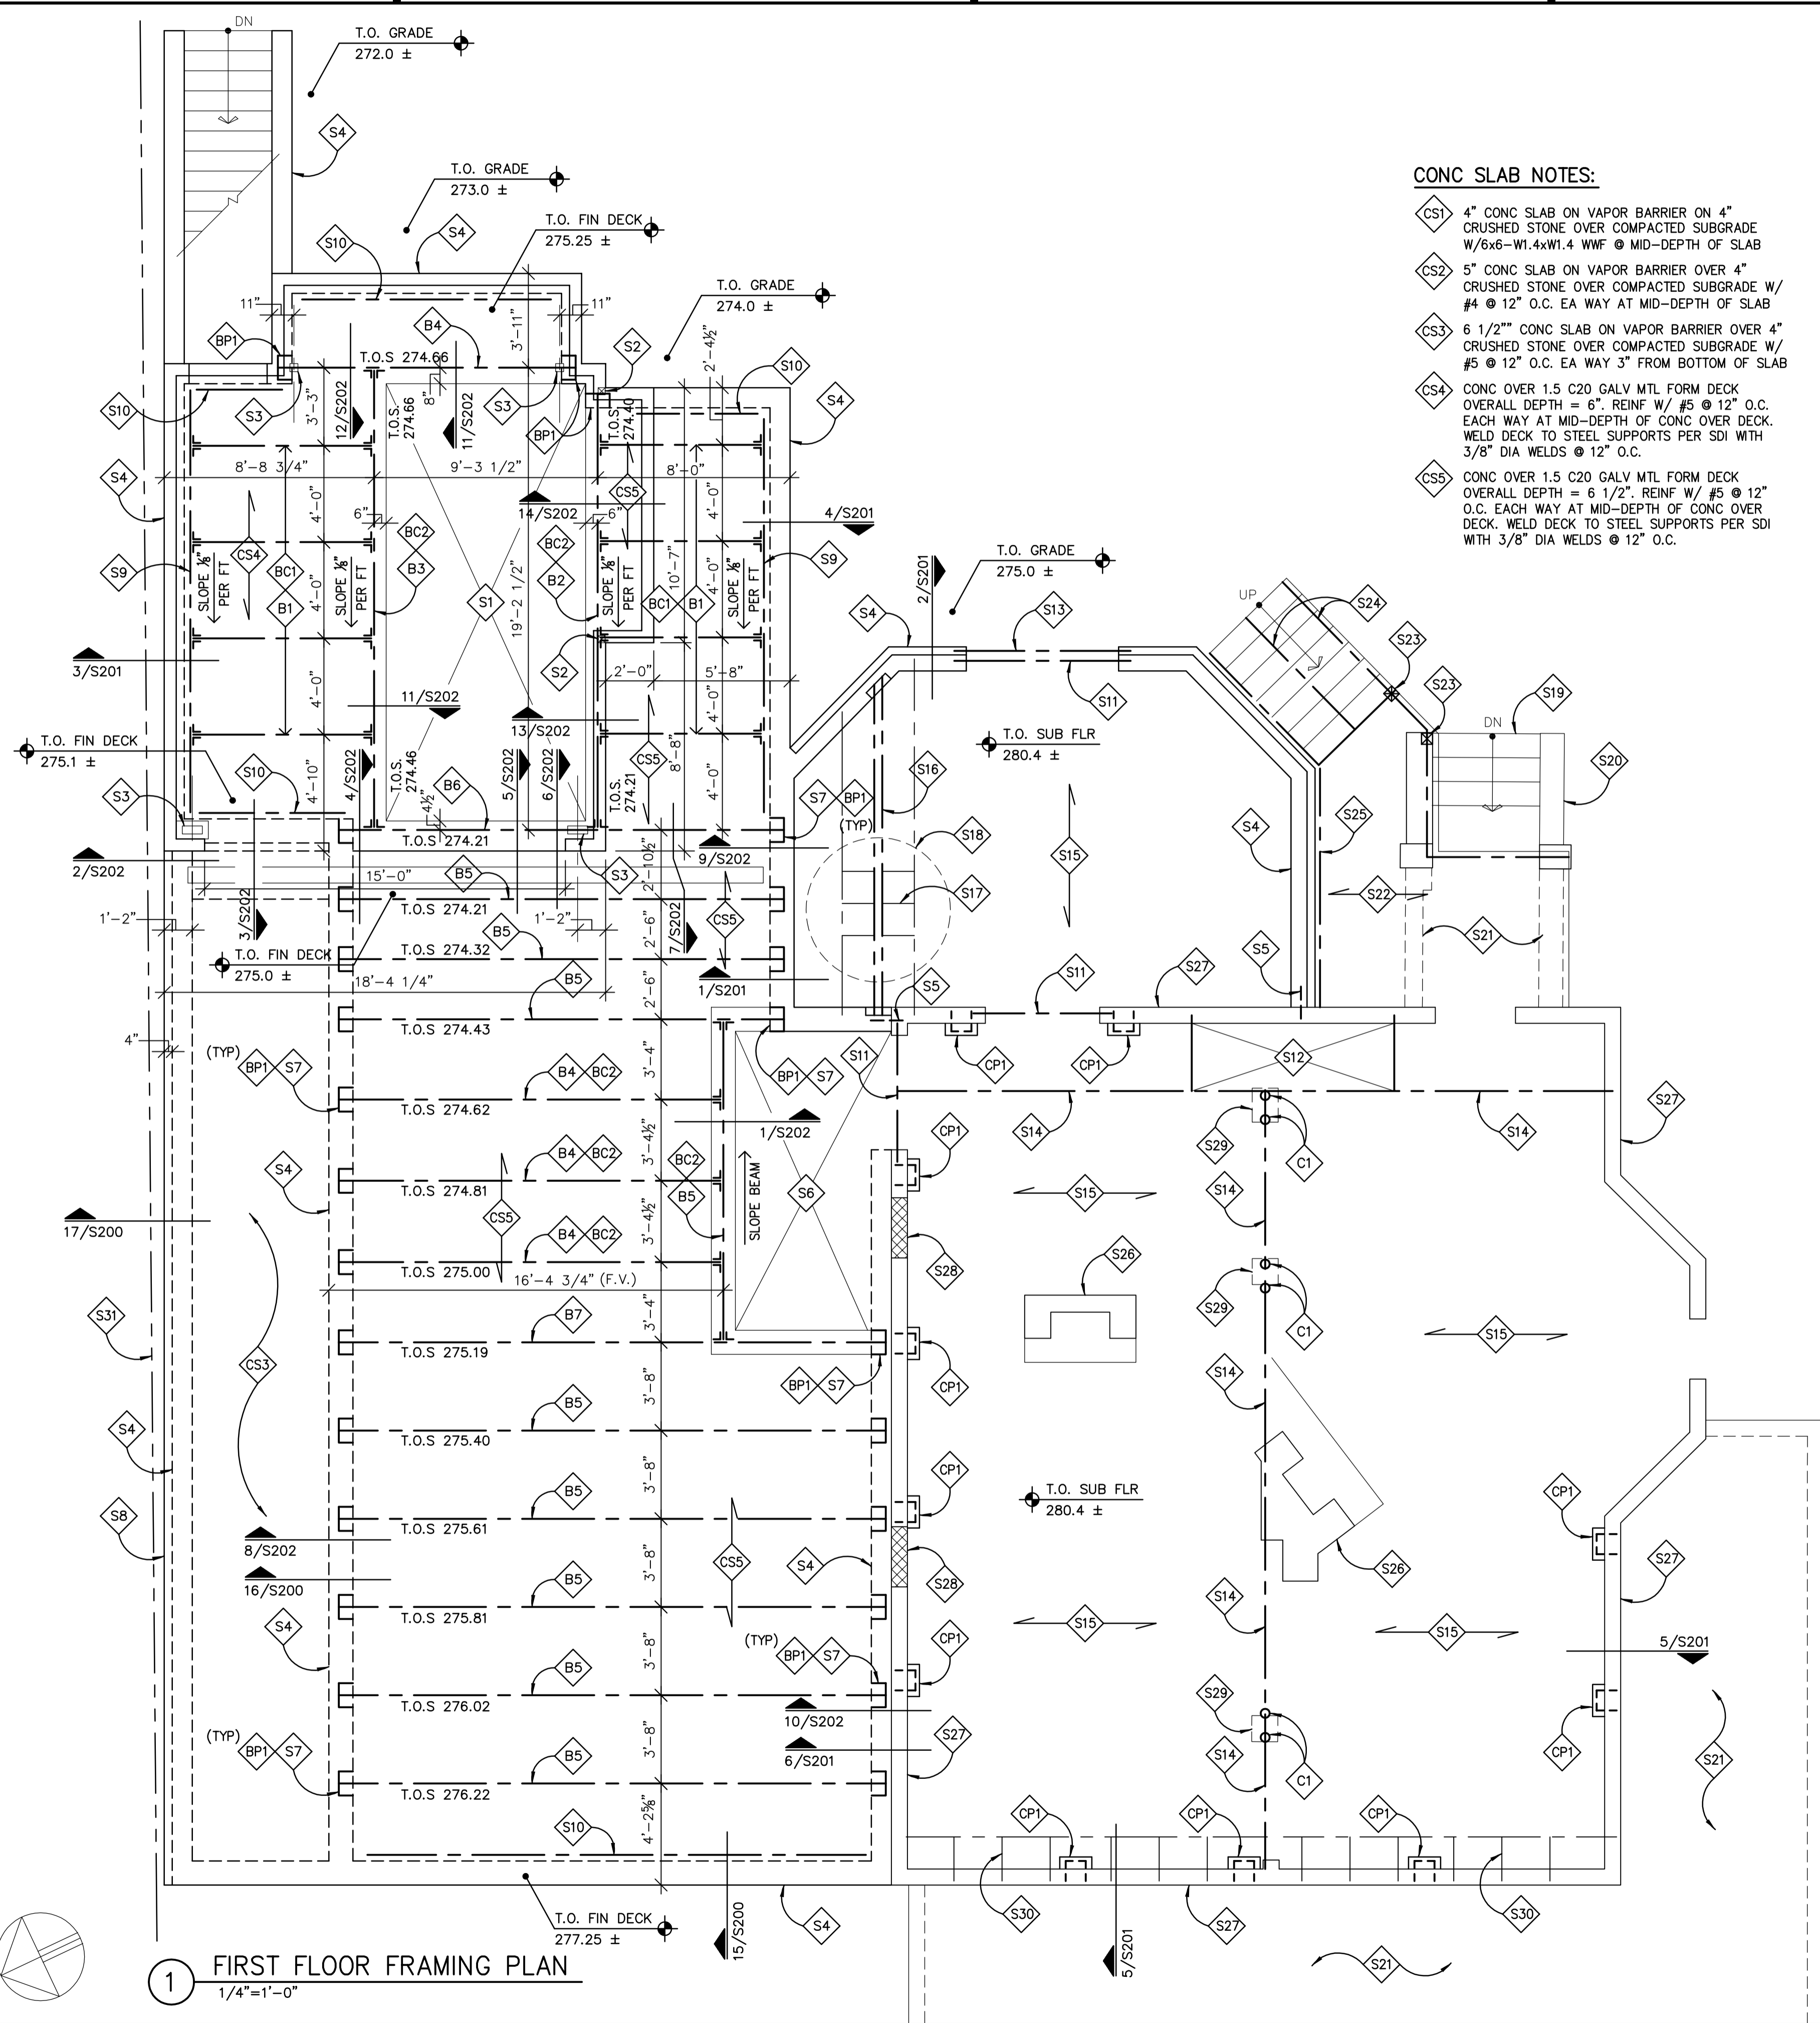 DN
T.O. GRADE
272.0 ±
S4
T.O. GRADE
273.0 ±
S10
S4
T.O. FIN DECK
275.25 ±
T.O. GRADE
274.0 ±
11"
11"
BP1
B4
3'-11"
S2
2'-4½"
T.O.S 274.66
S10
S10
S3
3'-3"
12/S202
T.O.S.
274.66
8"
11/S202
S3
BP1
T.O.S.
274.40
S4
S4
8'-8 3/4"
9'-3 1/2"
8'-0"
CS5
4'-0"
6"
14/S202
6"
4'-0"
4/S201
S9
CS4
BC2
BC2
S9
SLOPE ⅛"
PER FT
BC1
B1
4'-0"
SLOPE ⅛"
PER FT
B3
S1
19'-2 1/2"
B2
SLOPE ⅛"
PER FT
BC1
10'-7"
B1
4'-0"
SLOPE ⅛"
PER FT
2/S201
T.O. GRADE
275.0 ±
S4
S13
UP
S24
S23
3/S201
4'-0"
11/S202
S2
2'-0"
5'-8"
4'-0"
13/S202
S11
S23
S19
DN
T.O. FIN DECK
275.1 ±
S10
4'-10"
4/S202
T.O.S.
274.46
4½"
B6
5/S202
6/S202
T.O.S.
274.21
CS5
8'-8"
4'-0"
S7
BP1
(TYP)
S16
T.O. SUB FLR
280.4 ±
S20
S3
2/S202
T.O.S 274.21
S3
2'-10½"
9/S202
S18
S15
S4
S25
15'-0"
B5
S17
S22
1'-2"
3/S202
T.O.S 274.21
1'-2"
2'-6"
7/S202
CS5
S21
B5
T.O. FIN DECK
275.0 ±
T.O.S 274.32
S5
18'-4 1/4"
B5
2'-6"
1/S201
S5
S11
S27
T.O.S 274.43
4"
(TYP)
BP1
S7
B4
BC2
3'-4"
BP1
S7
S11
CP1
CP1
S12
T.O.S 274.62
1/S202
S14
S14
S27
CP1
S29
C1
S4
B4
BC2
3'-4½"
BC2
B5
SLOPE BEAM
S6
T.O.S 274.81
S15
S14
17/S200
CS5
B4
BC2
3'-4½"
T.O.S 275.00
S28
S26
16'-4 3/4" (F.V.)
S29
C1
S31
B7
3'-4"
S15
T.O.S 275.19
CS3
BP1
S7
CP1
S14
B5
3'-8"
T.O.S 275.40
S4
CP1
S8
B5
3'-8"
T.O. SUB FLR
280.4 ±
CP1
T.O.S 275.61
8/S202
CS5
S4
S28
S26
S27
16/S200
B5
3'-8"
T.O.S 275.81
S14
S4
S15
S15
(TYP)
BP1
S7
CP1
5/S201
B5
3'-8"
T.O.S 276.02
S29
10/S202
S27
(TYP)
BP1
S7
6/S201
S14
CP1
S21
B5
3'-8"
C1
T.O.S 276.22
S10
4'-2⅝"
CP1
CP1
CP1
T.O. FIN DECK
277.25 ±
15/S200
S4
S30
5/S201
S27
S30
S21
1
FIRST FLOOR FRAMING PLAN
1/4"=1'-0"
CONC SLAB NOTES:
CS1 4" CONC SLAB ON VAPOR BARRIER ON 4"
CRUSHED STONE OVER COMPACTED SUBGRADE
W/6x6-W1.4xW1.4 WWF @ MID-DEPTH OF SLAB
CS2 5" CONC SLAB ON VAPOR BARRIER OVER 4"
CRUSHED STONE OVER COMPACTED SUBGRADE W/
#4 @ 12" O.C. EA WAY AT MID-DEPTH OF SLAB
CS3 6 1/2"" CONC SLAB ON VAPOR BARRIER OVER 4"
CRUSHED STONE OVER COMPACTED SUBGRADE W/
#5 @ 12" O.C. EA WAY 3" FROM BOTTOM OF SLAB
CS4 CONC OVER 1.5 C20 GALV MTL FORM DECK
OVERALL DEPTH = 6". REINF W/ #5 @ 12" O.C.
EACH WAY AT MID-DEPTH OF CONC OVER DECK.
WELD DECK TO STEEL SUPPORTS PER SDI WITH
3/8" DIA WELDS @ 12" O.C.
CS5 CONC OVER 1.5 C20 GALV MTL FORM DECK
OVERALL DEPTH = 6 1/2". REINF W/ #5 @ 12"
O.C. EACH WAY AT MID-DEPTH OF CONC OVER
DECK. WELD DECK TO STEEL SUPPORTS PER SDI
WITH 3/8" DIA WELDS @ 12" O.C.